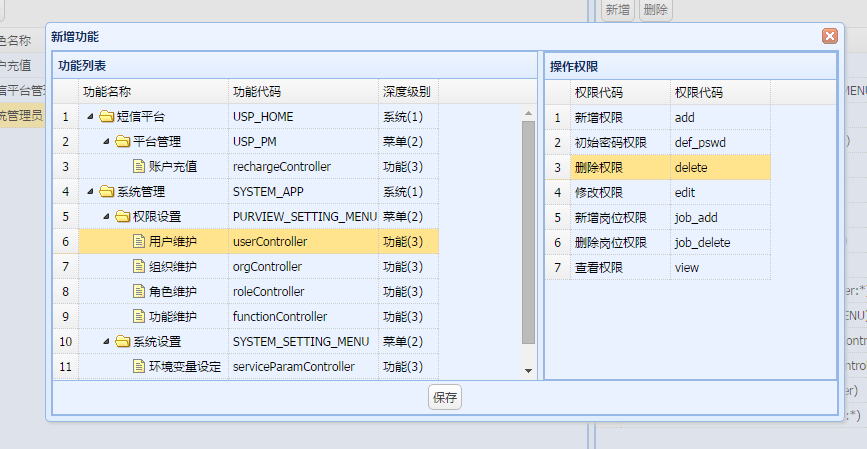 新增 删除
新增功能
色名称
户充值
信平台管
统管理员
功能列表
功能名称 功能代码 深度级别
1 短信平台 USP_HOME 系统(1)
2 平台管理 USP_PM 菜单(2)
3 账户充值 rechargeController 功能(3)
4 系统管理 SYSTEM_APP 系统(1)
5 权限设置 PURVIEW_SETTING_MENU 菜单(2)
6 用户维护 userController 功能(3)
7 组织维护 orgController 功能(3)
8 角色维护 roleController 功能(3)
9 功能维护 functionController 功能(3)
10 系统设置 SYSTEM_SETTING_MENU 菜单(2)
11 环境变量设定 serviceParamController 功能(3)
操作权限
权限代码 权限代码
1 新增权限 add
2 初始密码权限 def_pswd
3 删除权限 delete
4 修改权限 edit
5 新增岗位权限 job_add
6 删除岗位权限 job_delete
7 查看权限 view
MENU
er:*)
ENU)
ontro
ontrol
er)
:*)
保存